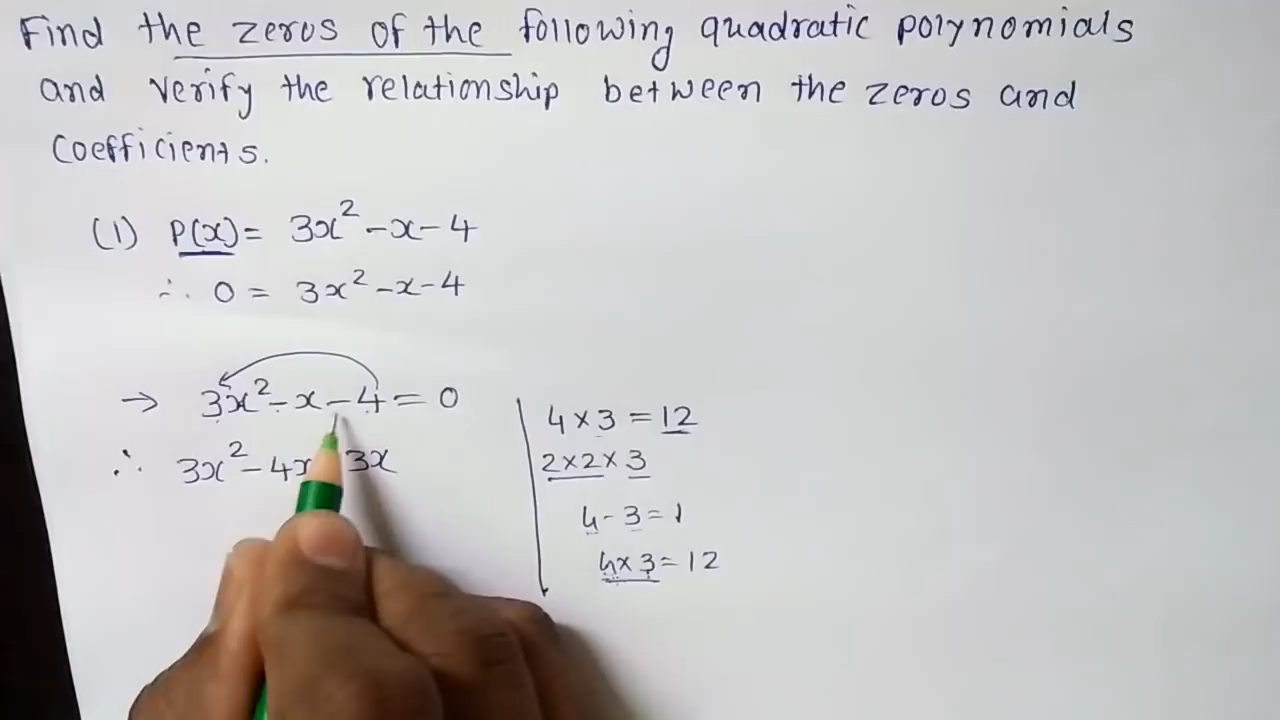 Find the zeros of the following quadratic polynomials
and verify the relationship between the zeros and
coefficients.
(1) P(x) = 3x² - x - 4
∴ 0 = 3x² - x - 4
→ 3x² - x - 4 = 0
∴ 3x² - 4x 3x
4 × 3 = 12
2 × 2 × 3
4 - 3 = 1
4 × 3 = 12